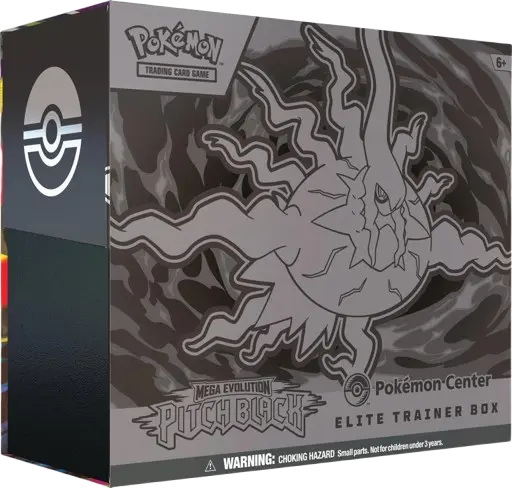 Pokémon
TRADING CARD GAME
6+
MEGA EVOLUTION
PITCH BLACK
Pokémon Center
ELITE TRAINER BOX
WARNING: CHOKING HAZARD Small parts. Not for children under 3 years.